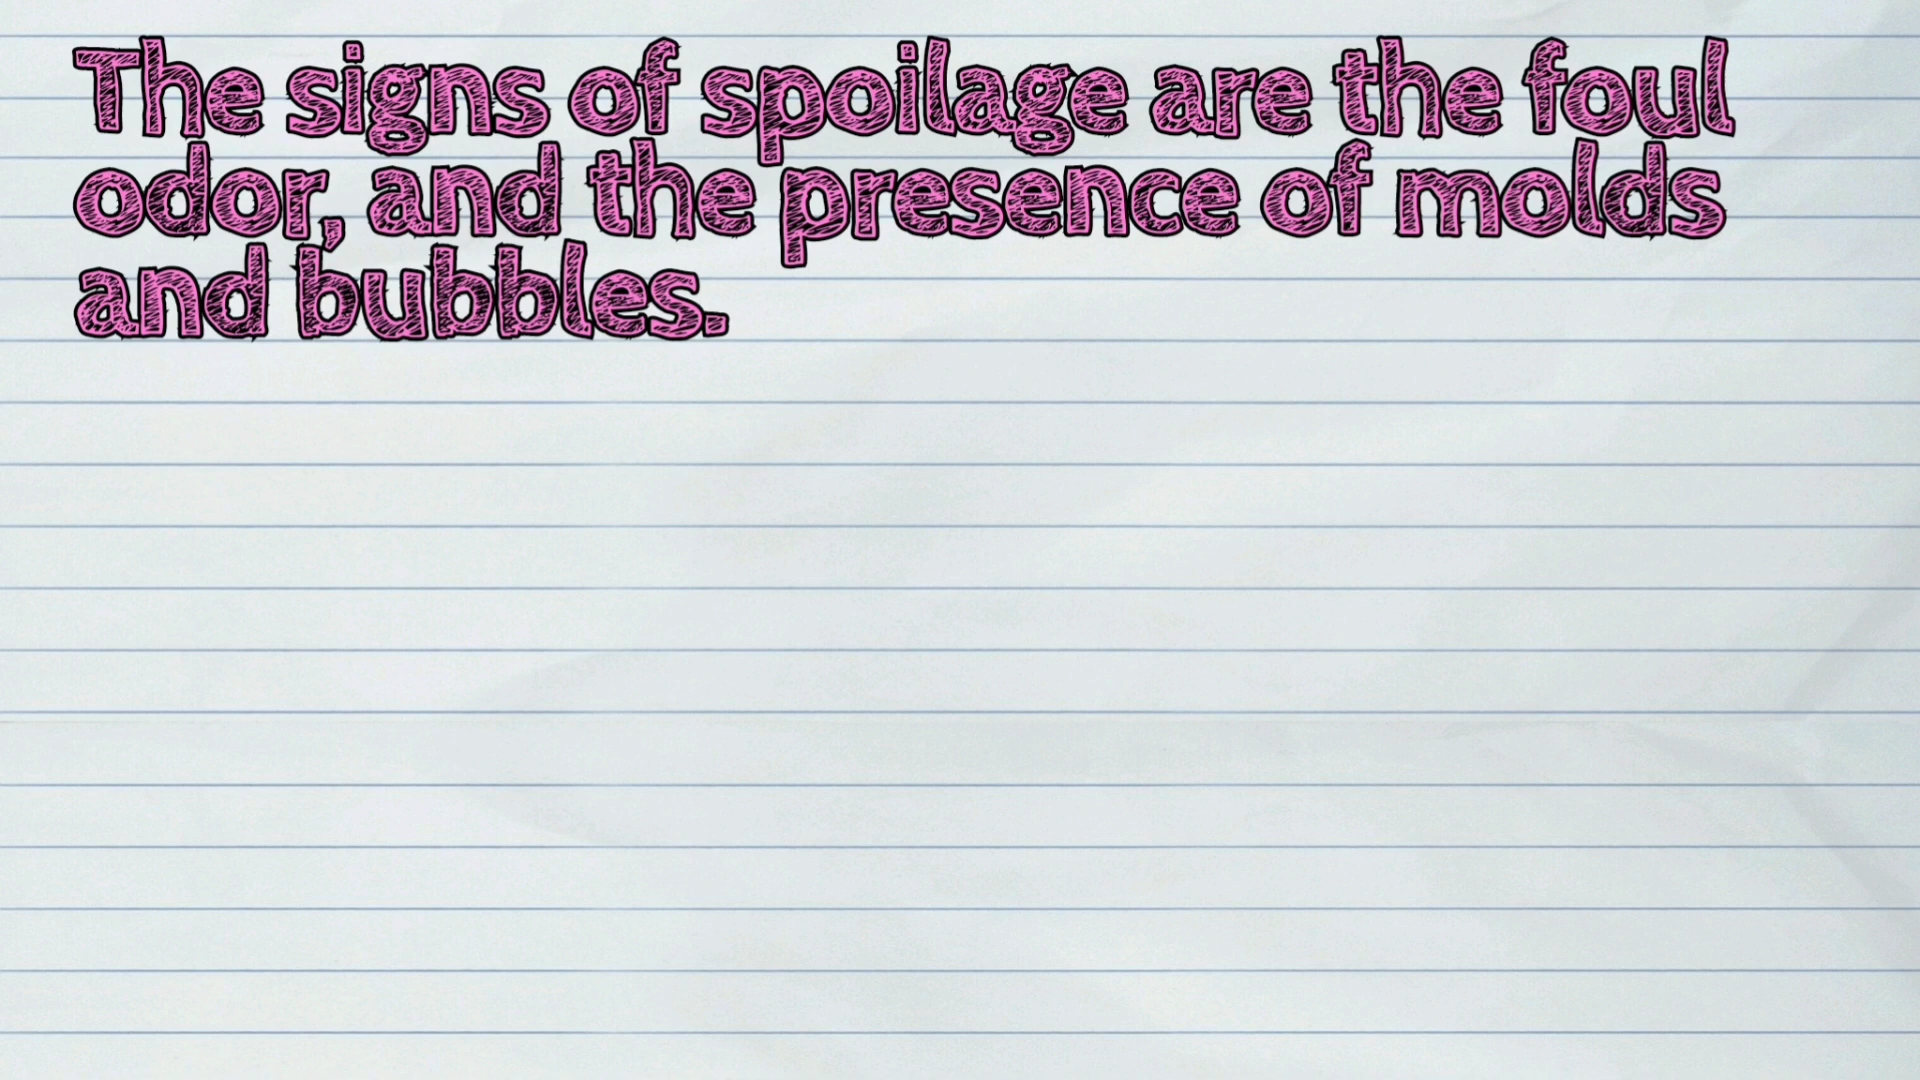 The signs of spoilage are the foul
odor, and the presence of molds
and bubbles.